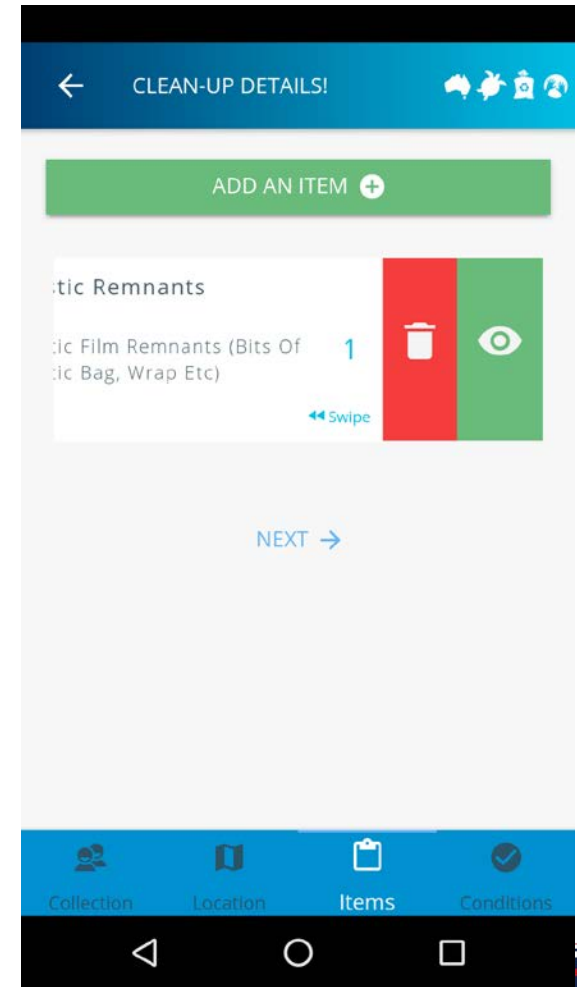 CLEAN-UP DETAILS!
ADD AN ITEM
tic Remnants
tic Film Remnants (Bits Of
tic Bag, Wrap Etc)
1
Swipe
NEXT
Collection
Location
Items
Conditions